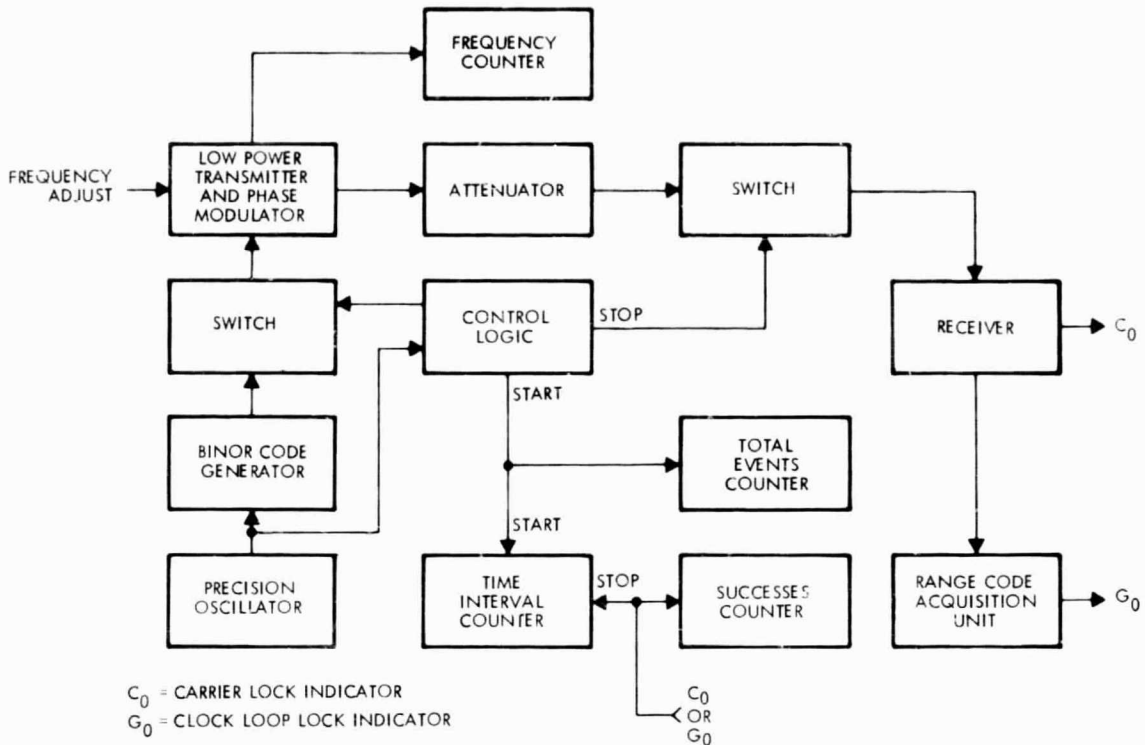 FREQUENCY
COUNTER
FREQUENCY
ADJUST
LOW POWER
TRANSMITTER
AND PHASE
MODULATOR
ATTENUATOR
SWITCH
SWITCH
CONTROL
LOGIC
STOP
RECEIVER
C0
START
BINOR CODE
GENERATOR
TOTAL
EVENTS
COUNTER
START
PRECISION
OSCILLATOR
TIME
INTERVAL
COUNTER
STOP
SUCCESSES
COUNTER
RANGE CODE
ACQUISITION
UNIT
G0
C0 = CARRIER LOCK INDICATOR
G0 = CLOCK LOOP LOCK INDICATOR
C0
OR
G0